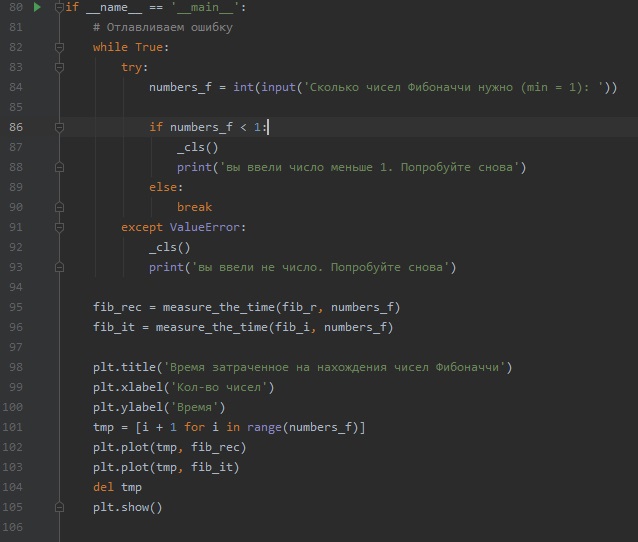 80 if __name__ == '__main__':
81     # Отлавливаем ошибку
82     while True:
83         try:
84             numbers_f = int(input('Сколько чисел Фибоначчи нужно (min = 1): '))
85
86             if numbers_f < 1:
87                 _cls()
88                 print('вы ввели число меньше 1. Попробуйте снова')
89             else:
90                 break
91         except ValueError:
92             _cls()
93             print('вы ввели не число. Попробуйте снова')
94
95     fib_rec = measure_the_time(fib_r, numbers_f)
96     fib_it = measure_the_time(fib_i, numbers_f)
97
98     plt.title('Время затраченное на нахождения чисел Фибоначчи')
99     plt.xlabel('Кол-во чисел')
100     plt.ylabel('Время')
101     tmp = [i + 1 for i in range(numbers_f)]
102     plt.plot(tmp, fib_rec)
103     plt.plot(tmp, fib_it)
104     del tmp
105     plt.show()
106